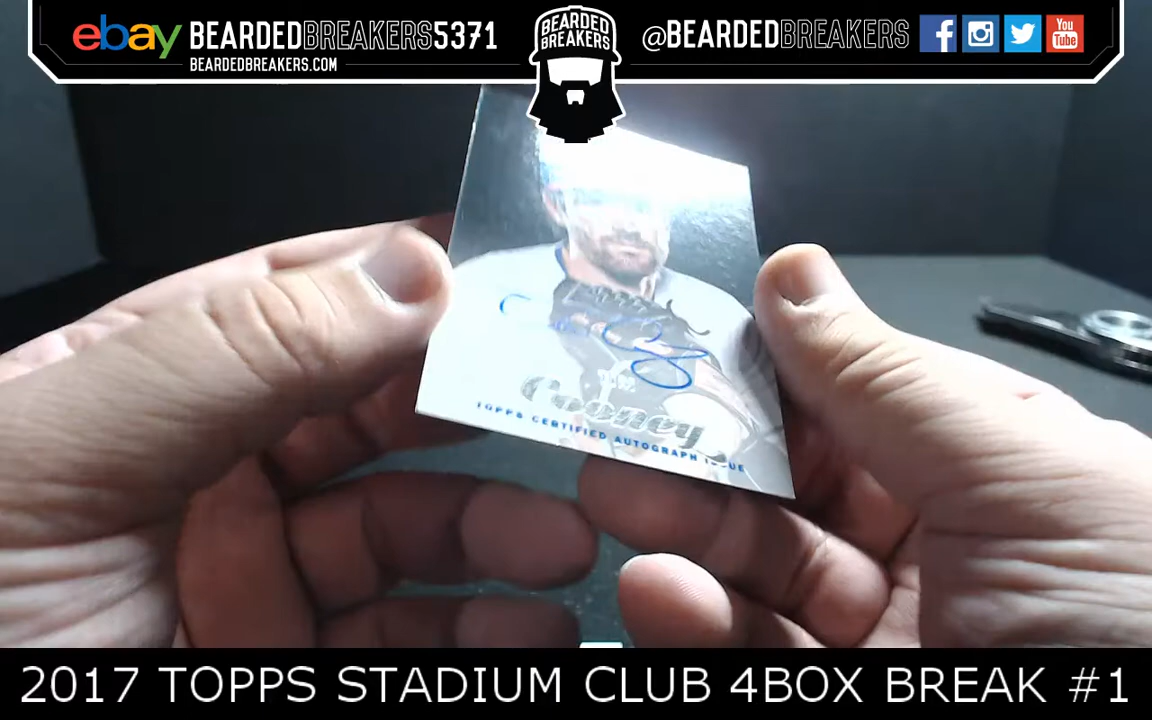 ebay BEARDEDBREAKERS5371
BEARDEDBREAKERS.COM
BEARDED
BREAKERS
@BEARDEDBREAKERS
f
You
Tube
Cooney
TOPPS CERTIFIED AUTOGRAPH ISSUE
2017 TOPPS STADIUM CLUB 4BOX BREAK #1